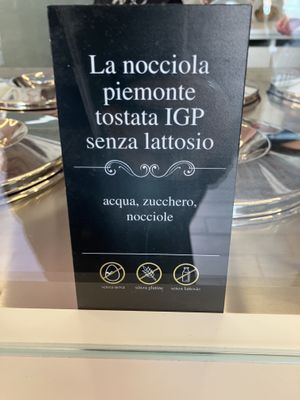 La nocciola
piemonte
tostata IGP
senza lattosio
acqua, zucchero,
nocciole
senza uova senza glutine senza lattosio